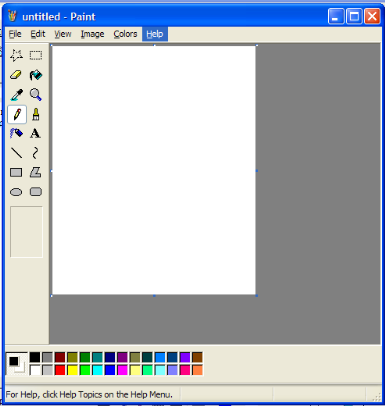 untitled - Paint
File Edit View Image Colors Help
A
For Help, click Help Topics on the Help Menu.